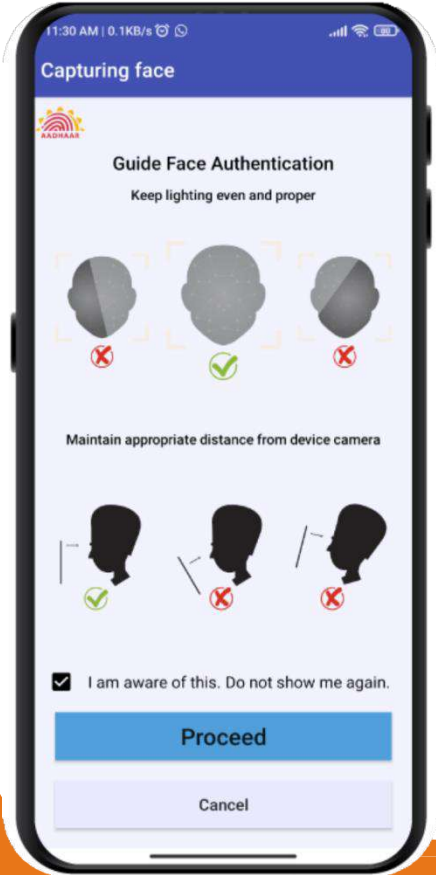 11:30 AM | 0.1KB/s
80
Capturing face
AADHAAR
Guide Face Authentication
Keep lighting even and proper
Maintain appropriate distance from device camera
I am aware of this. Do not show me again.
Proceed
Cancel